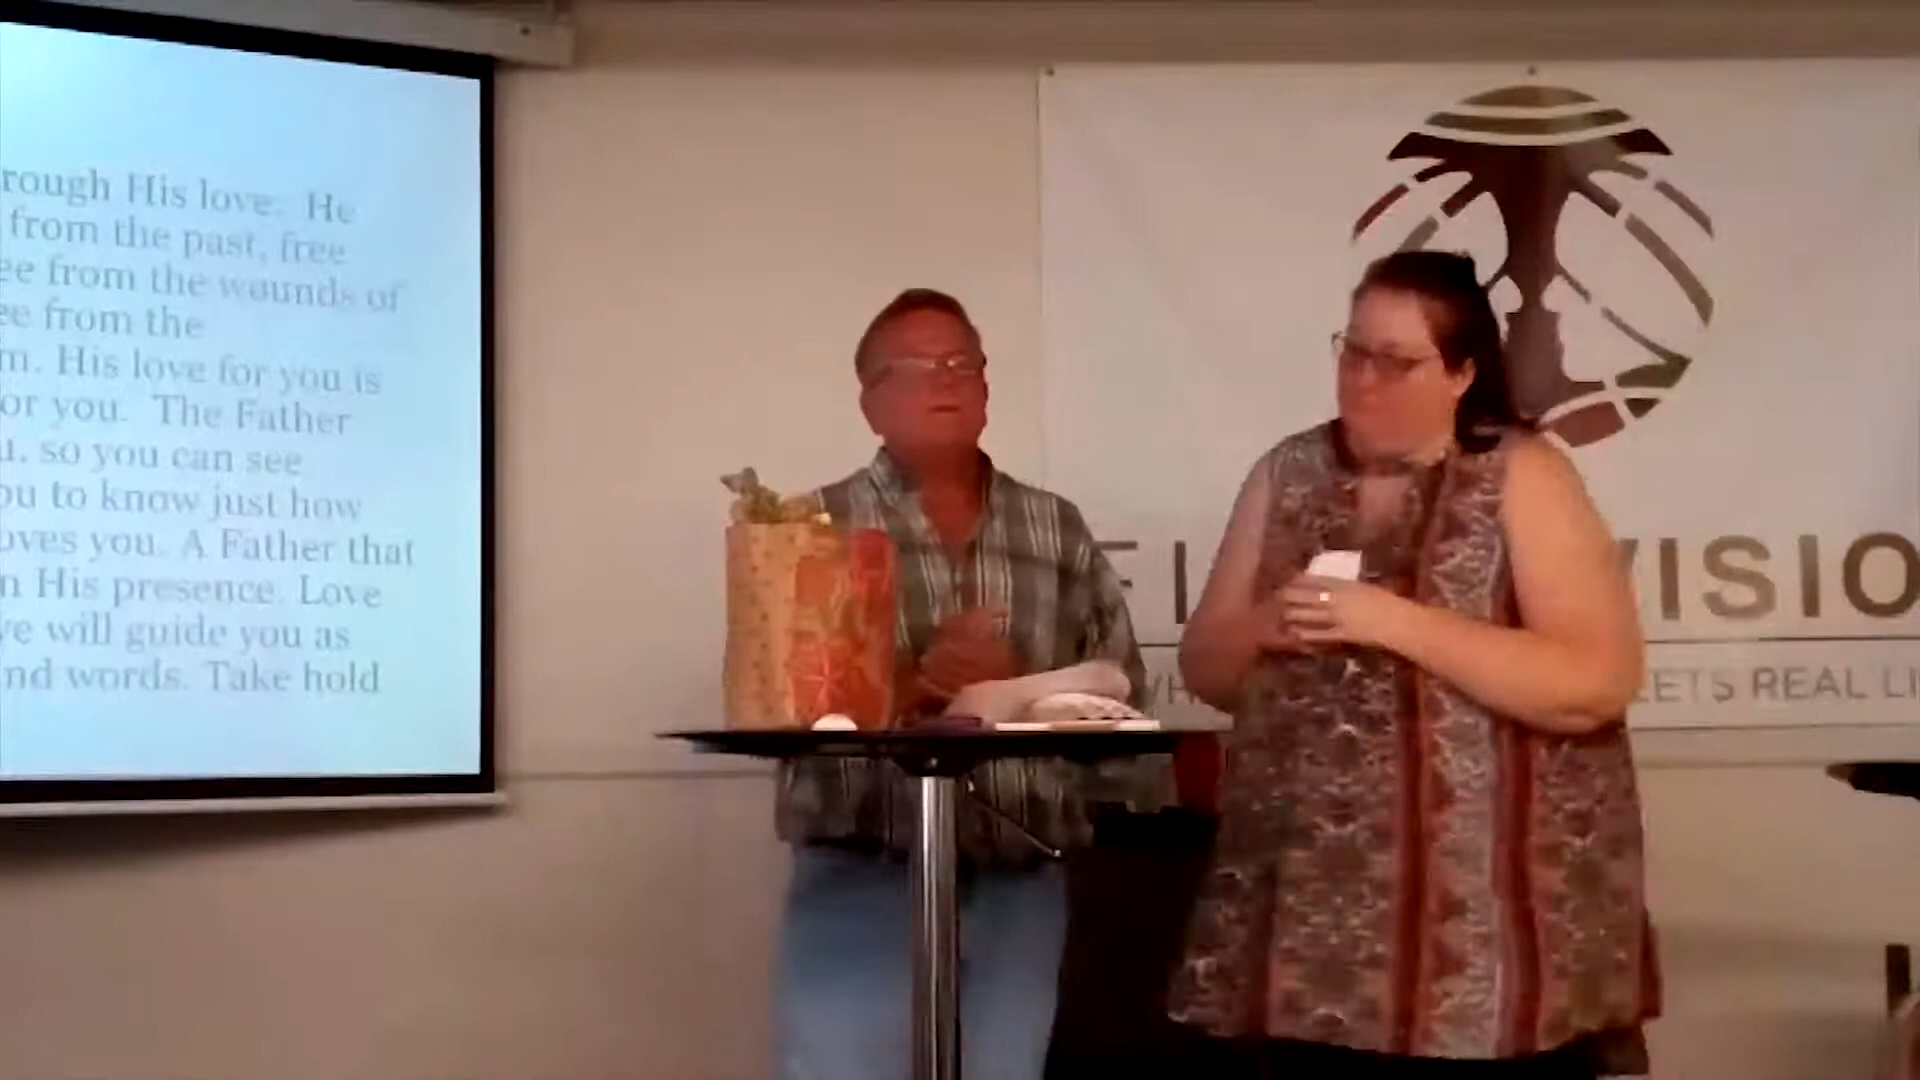 rough His love. He
from the past, free
ee from the wounds of
ee from the
m. His love for you is
or you. The Father
u, so you can see
ou to know just how
oves you. A Father that
n His presence. Love
ve will guide you as
nd words. Take hold
VISIO
EETS REAL LI